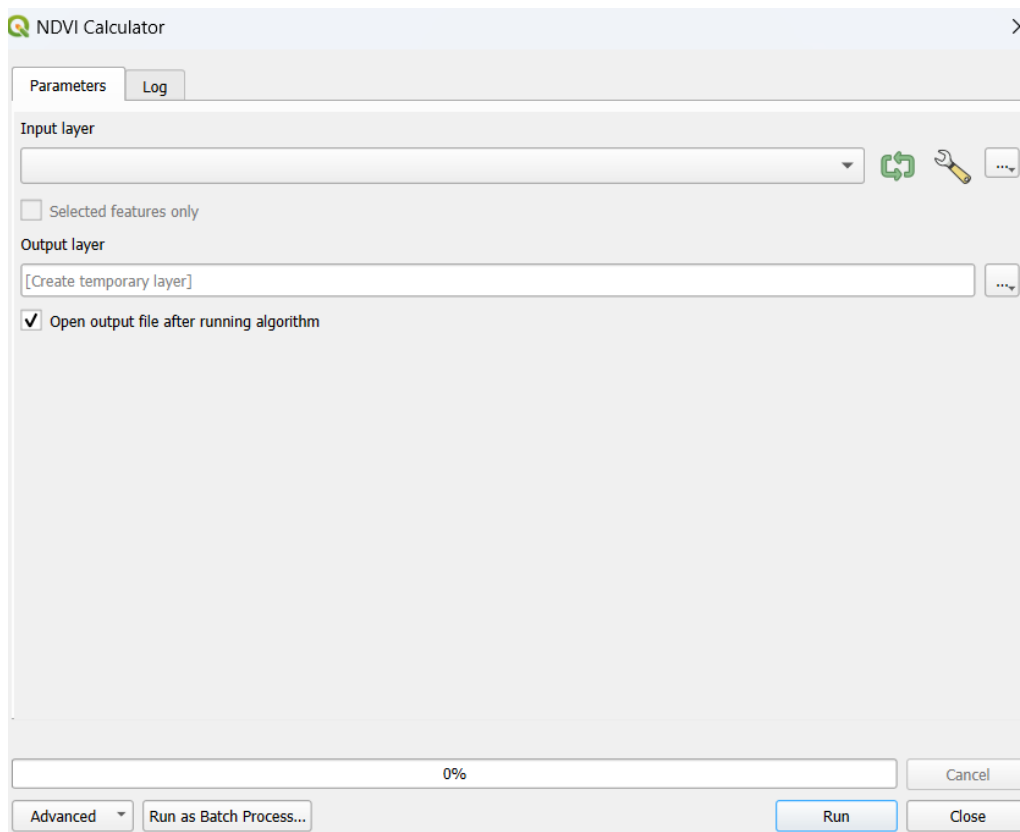 NDVI Calculator
Parameters Log
Input layer
...
Selected features only
Output layer
[Create temporary layer]
...
Open output file after running algorithm
0%
Cancel
Advanced Run as Batch Process... Run Close